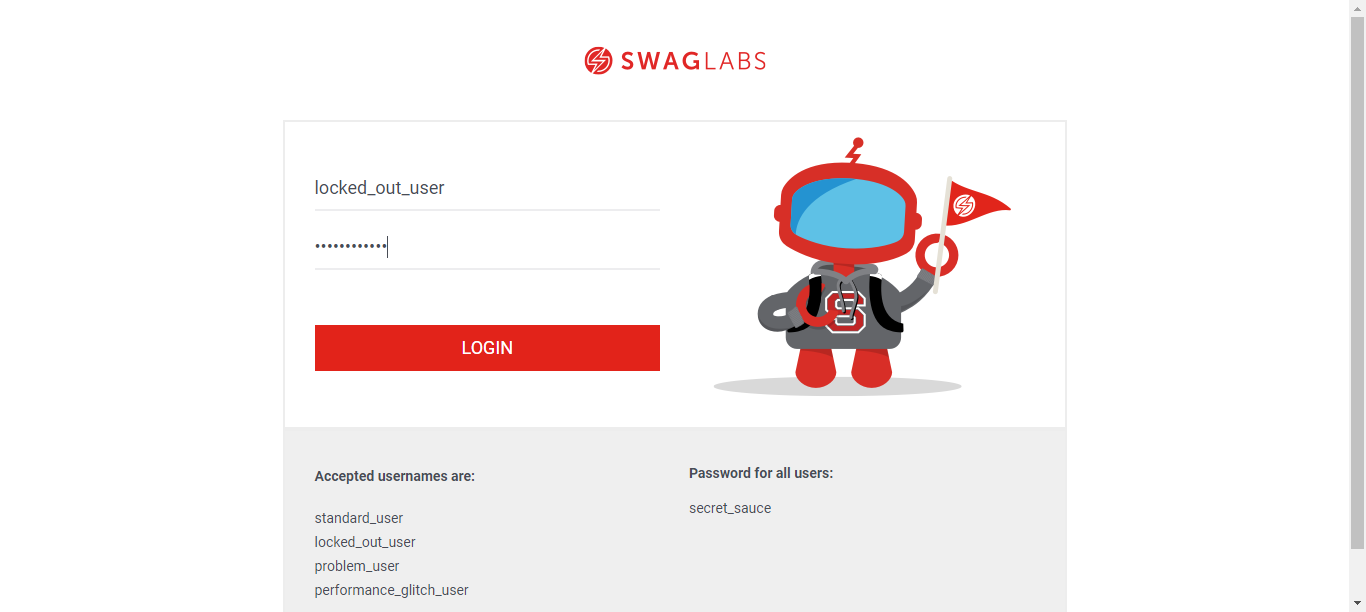 SWAGLABS
locked_out_user
••••••••••••
LOGIN
S
Accepted usernames are:
standard_user
locked_out_user
problem_user
performance_glitch_user
Password for all users:
secret_sauce